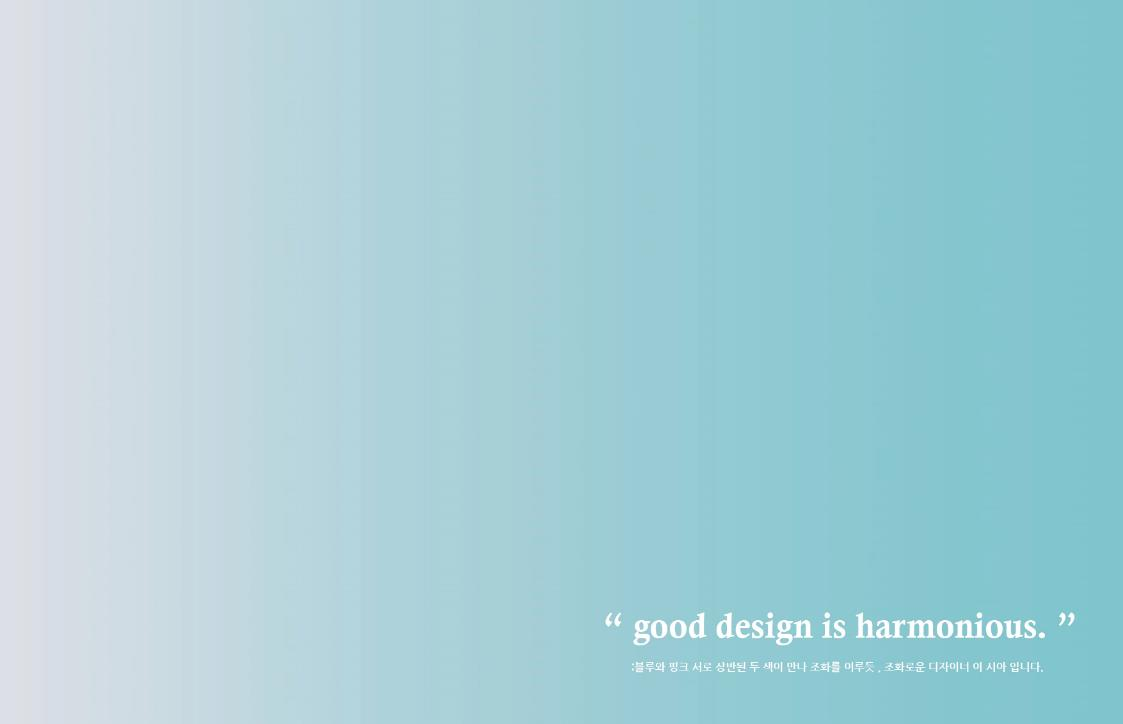 “ good design is harmonious. ”
:블루와 핑크 서로 상반된 두 색이 만나 조화를 이루듯 , 조화로운 디자이너 이 시아 입니다.